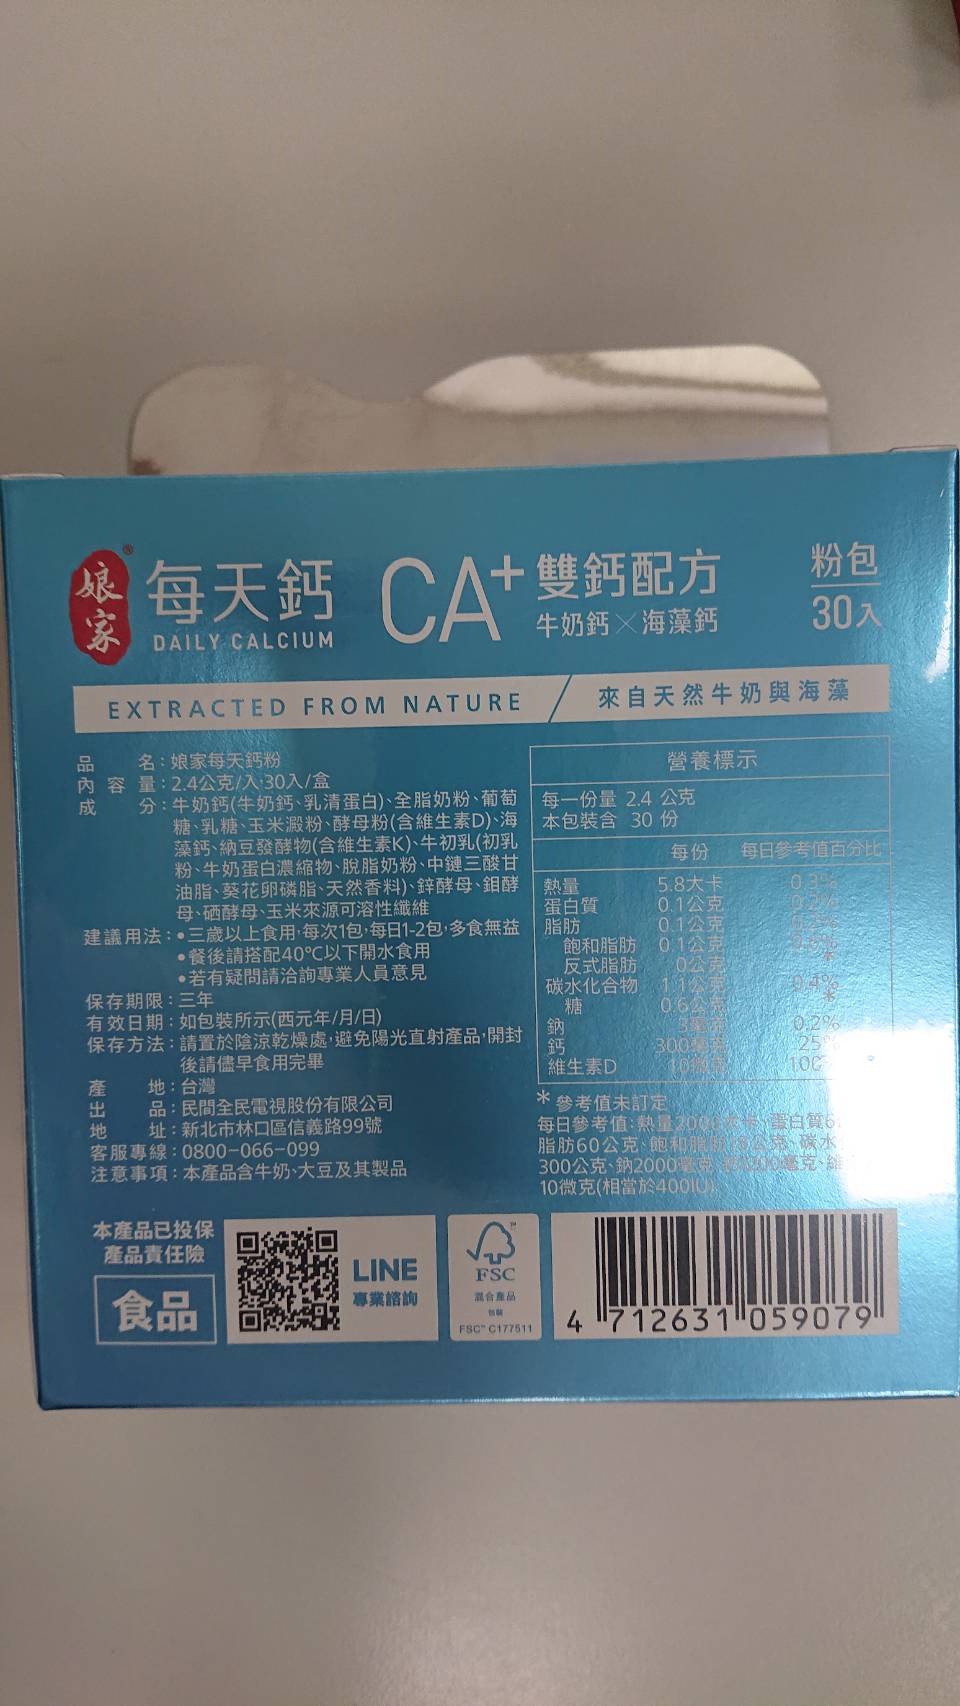 娘家®
每天鈣
DAILY CALCIUM
CA+
雙鈣配方
牛奶鈣×海藻鈣
粉包
30入
EXTRACTED FROM NATURE / 來自天然牛奶與海藻
品名:娘家每天鈣粉
內容量:2.4公克/入,30入/盒
成分:牛奶鈣(牛奶鈣、乳清蛋白)、全脂奶粉、葡萄
糖、乳糖、玉米澱粉、酵母粉(含維生素D)、海
藻鈣、納豆發酵物(含維生素K)、牛初乳(初乳
粉、牛奶蛋白濃縮物、脫脂奶粉、中鏈三酸甘
油脂、葵花卵磷脂、天然香料)、鋅酵母、鉬酵
母、硒酵母、玉米來源可溶性纖維
建議用法:•三歲以上食用,每次1包,每日1-2包,多食無益
•餐後請搭配40℃以下開水食用
•若有疑問請洽詢專業人員意見
保存期限:三年
有效日期:如包裝所示(西元年/月/日)
保存方法:請置於陰涼乾燥處,避免陽光直射產品,開封
後請儘早食用完畢
產地:台灣
出品:民間全民電視股份有限公司
地址:新北市林口區信義路99號
客服專線:0800-066-099
注意事項:本產品含牛奶、大豆及其製品
營養標示
每一份量 2.4 公克
本包裝含 30 份
每份 每日參考值百分比
熱量 5.8大卡 0.3%
蛋白質 0.1公克 0.2%
脂肪 0.1公克 0.2%
飽和脂肪 0.1公克
反式脂肪 0公克 *
碳水化合物 1.1公克 0.4%
糖 0.6公克 *
鈉 3毫克 0.2%
鈣 300毫克 25%
維生素D 10微克
*參考值未訂定
每日參考值:熱量2000大卡、蛋白質
脂肪60公克、飽和脂肪 公克、碳水
300公克、鈉2000毫克、 毫克、
10微克(相當於400IU)
本產品已投保
產品責任險
食品
LINE
專業諮詢
FSC
混合產品
包裝
FSC™ C177511
4 712631 059079